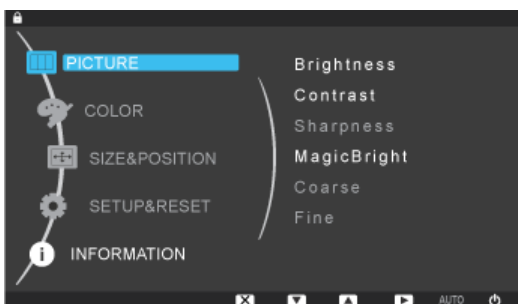 PICTURE
COLOR
SIZE&POSITION
SETUP&RESET
INFORMATION
Brightness
Contrast
Sharpness
MagicBright
Coarse
Fine
AUTO